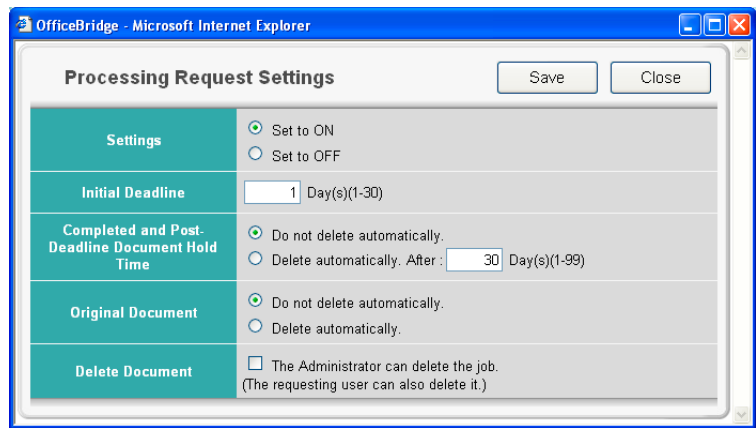 OfficeBridge - Microsoft Internet Explorer
Processing Request Settings
Save
Close
Settings
Set to ON
Set to OFF
Initial Deadline
1 Day(s)(1-30)
Completed and Post-
Deadline Document Hold
Time
Do not delete automatically.
Delete automatically. After : 30 Day(s)(1-99)
Original Document
Do not delete automatically.
Delete automatically.
Delete Document
The Administrator can delete the job.
(The requesting user can also delete it.)